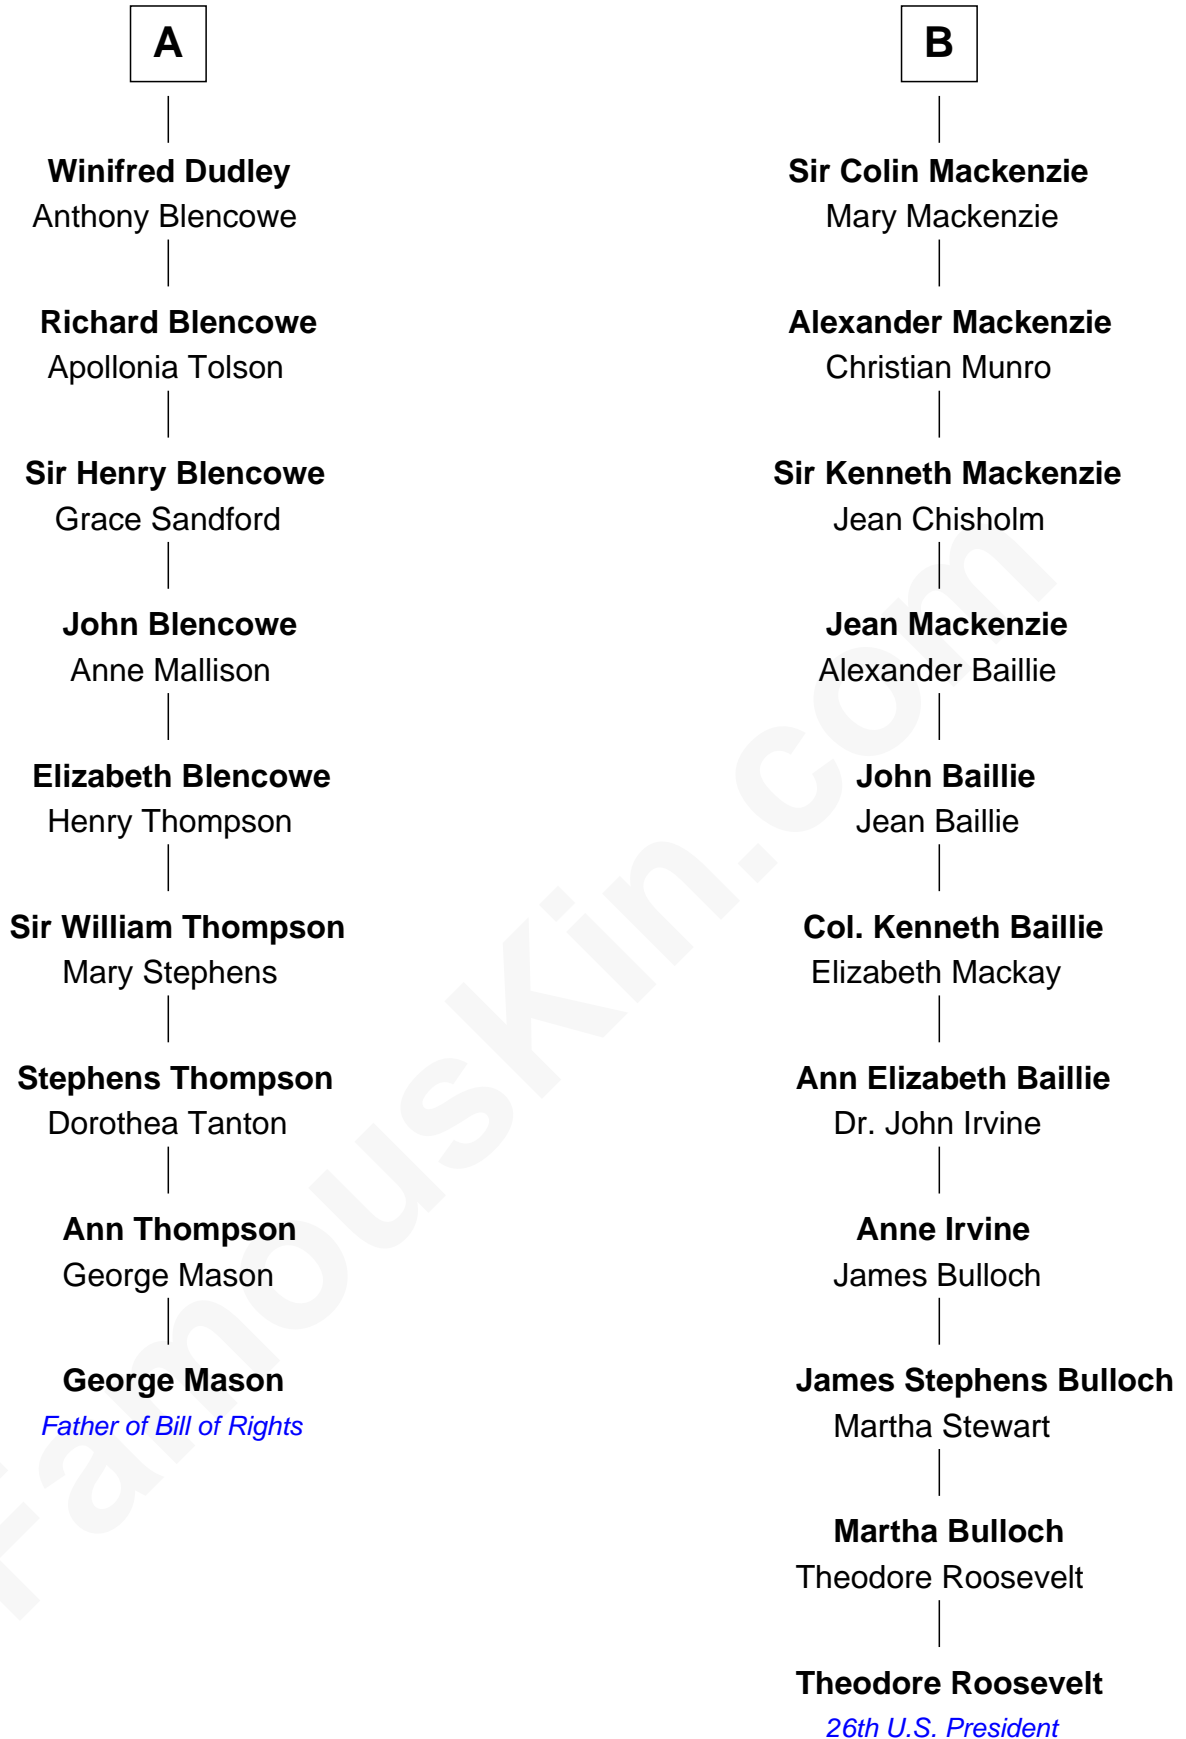 A
Winifred Dudley
Anthony Blencowe
Richard Blencowe
Apollonia Tolson
Sir Henry Blencowe
Grace Sandford
John Blencowe
Anne Mallison
Elizabeth Blencowe
Henry Thompson
Sir William Thompson
Mary Stephens
Stephens Thompson
Dorothea Tanton
Ann Thompson
George Mason
George Mason
Father of Bill of Rights
B
Sir Colin Mackenzie
Mary Mackenzie
Alexander Mackenzie
Christian Munro
Sir Kenneth Mackenzie
Jean Chisholm
Jean Mackenzie
Alexander Baillie
John Baillie
Jean Baillie
Col. Kenneth Baillie
Elizabeth Mackay
Ann Elizabeth Baillie
Dr. John Irvine
Anne Irvine
James Bulloch
James Stephens Bulloch
Martha Stewart
Martha Bulloch
Theodore Roosevelt
Theodore Roosevelt
26th U.S. President
FamousKin.com